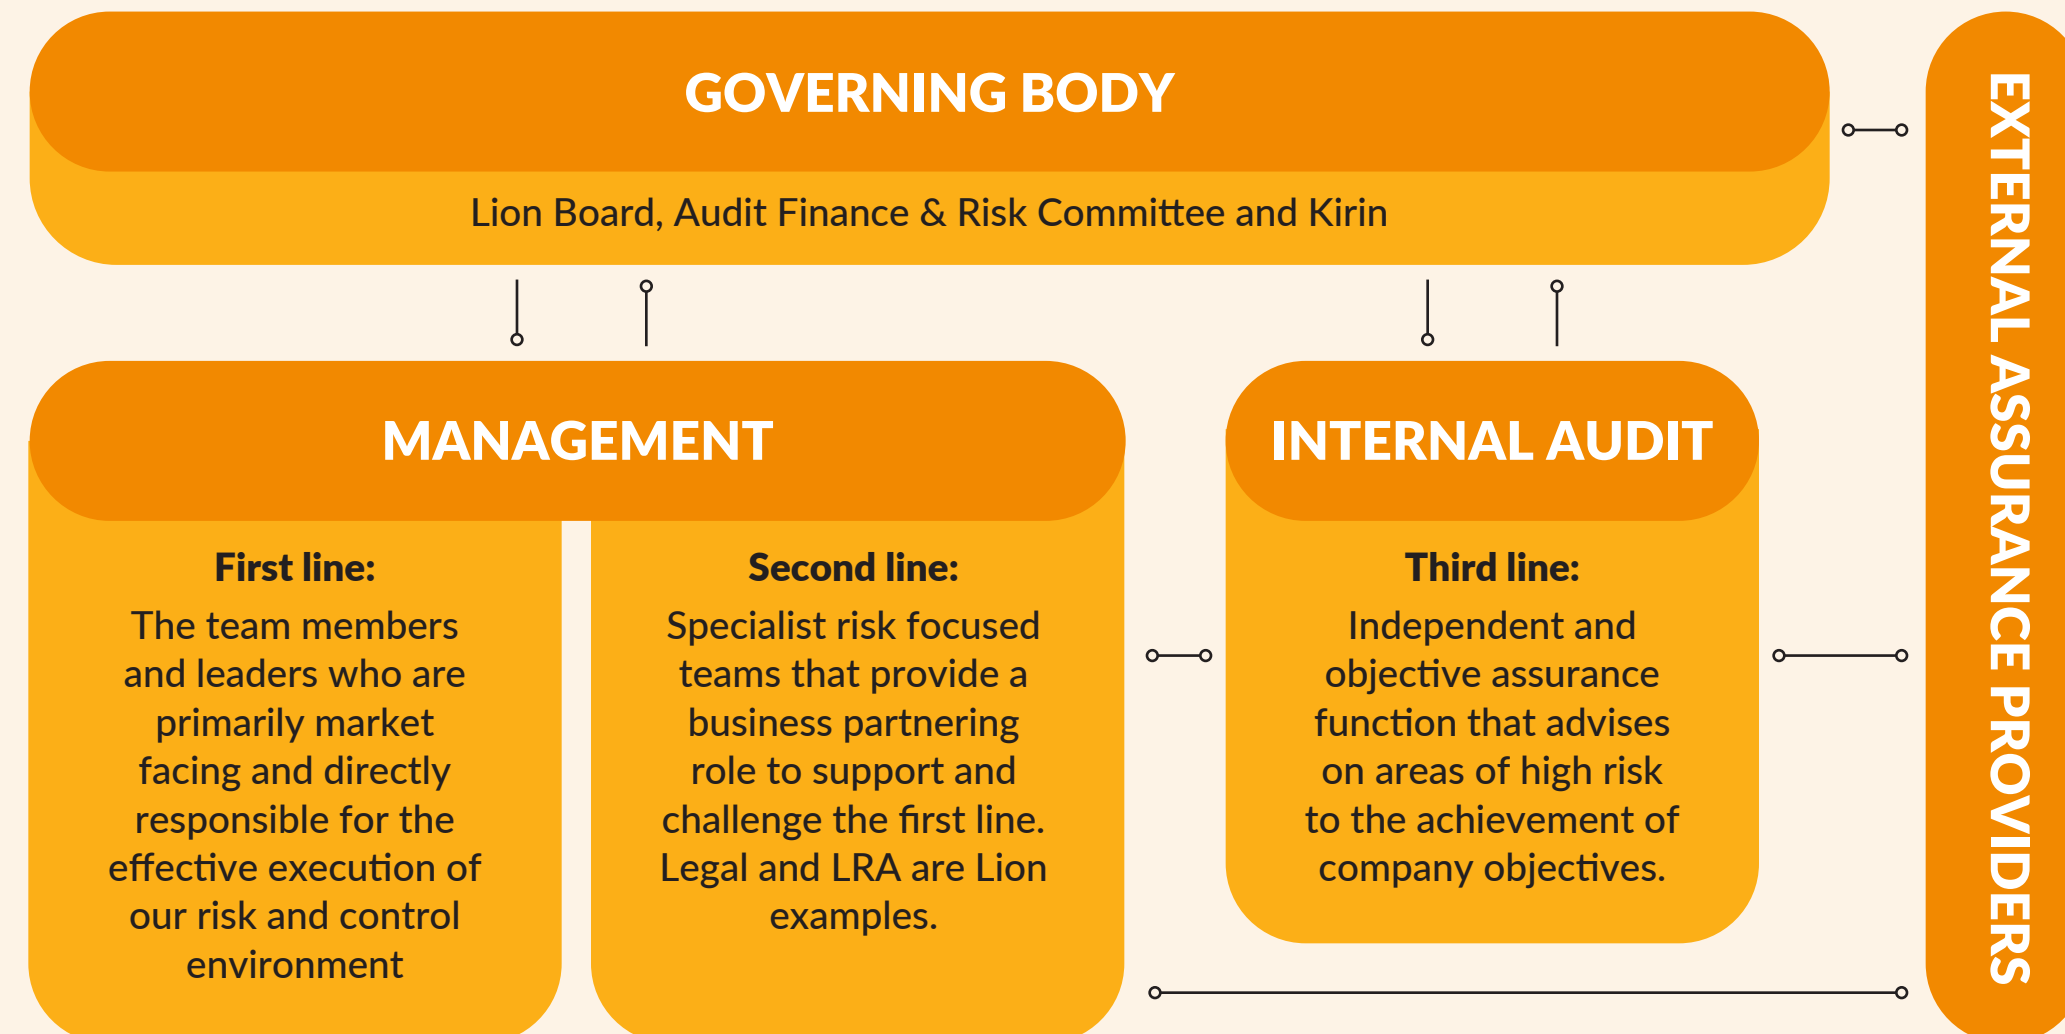 GOVERNING BODY
Lion Board, Audit Finance & Risk Committee and Kirin
MANAGEMENT
First line:
The team members
and leaders who are
primarily market
facing and directly
responsible for the
effective execution of
our risk and control
environment
Second line:
Specialist risk focused
teams that provide a
business partnering
role to support and
challenge the first line.
Legal and LRA are Lion
examples.
INTERNAL AUDIT
Third line:
Independent and
objective assurance
function that advises
on areas of high risk
to the achievement of
company objectives.
EXTERNAL ASSURANCE PROVIDERS